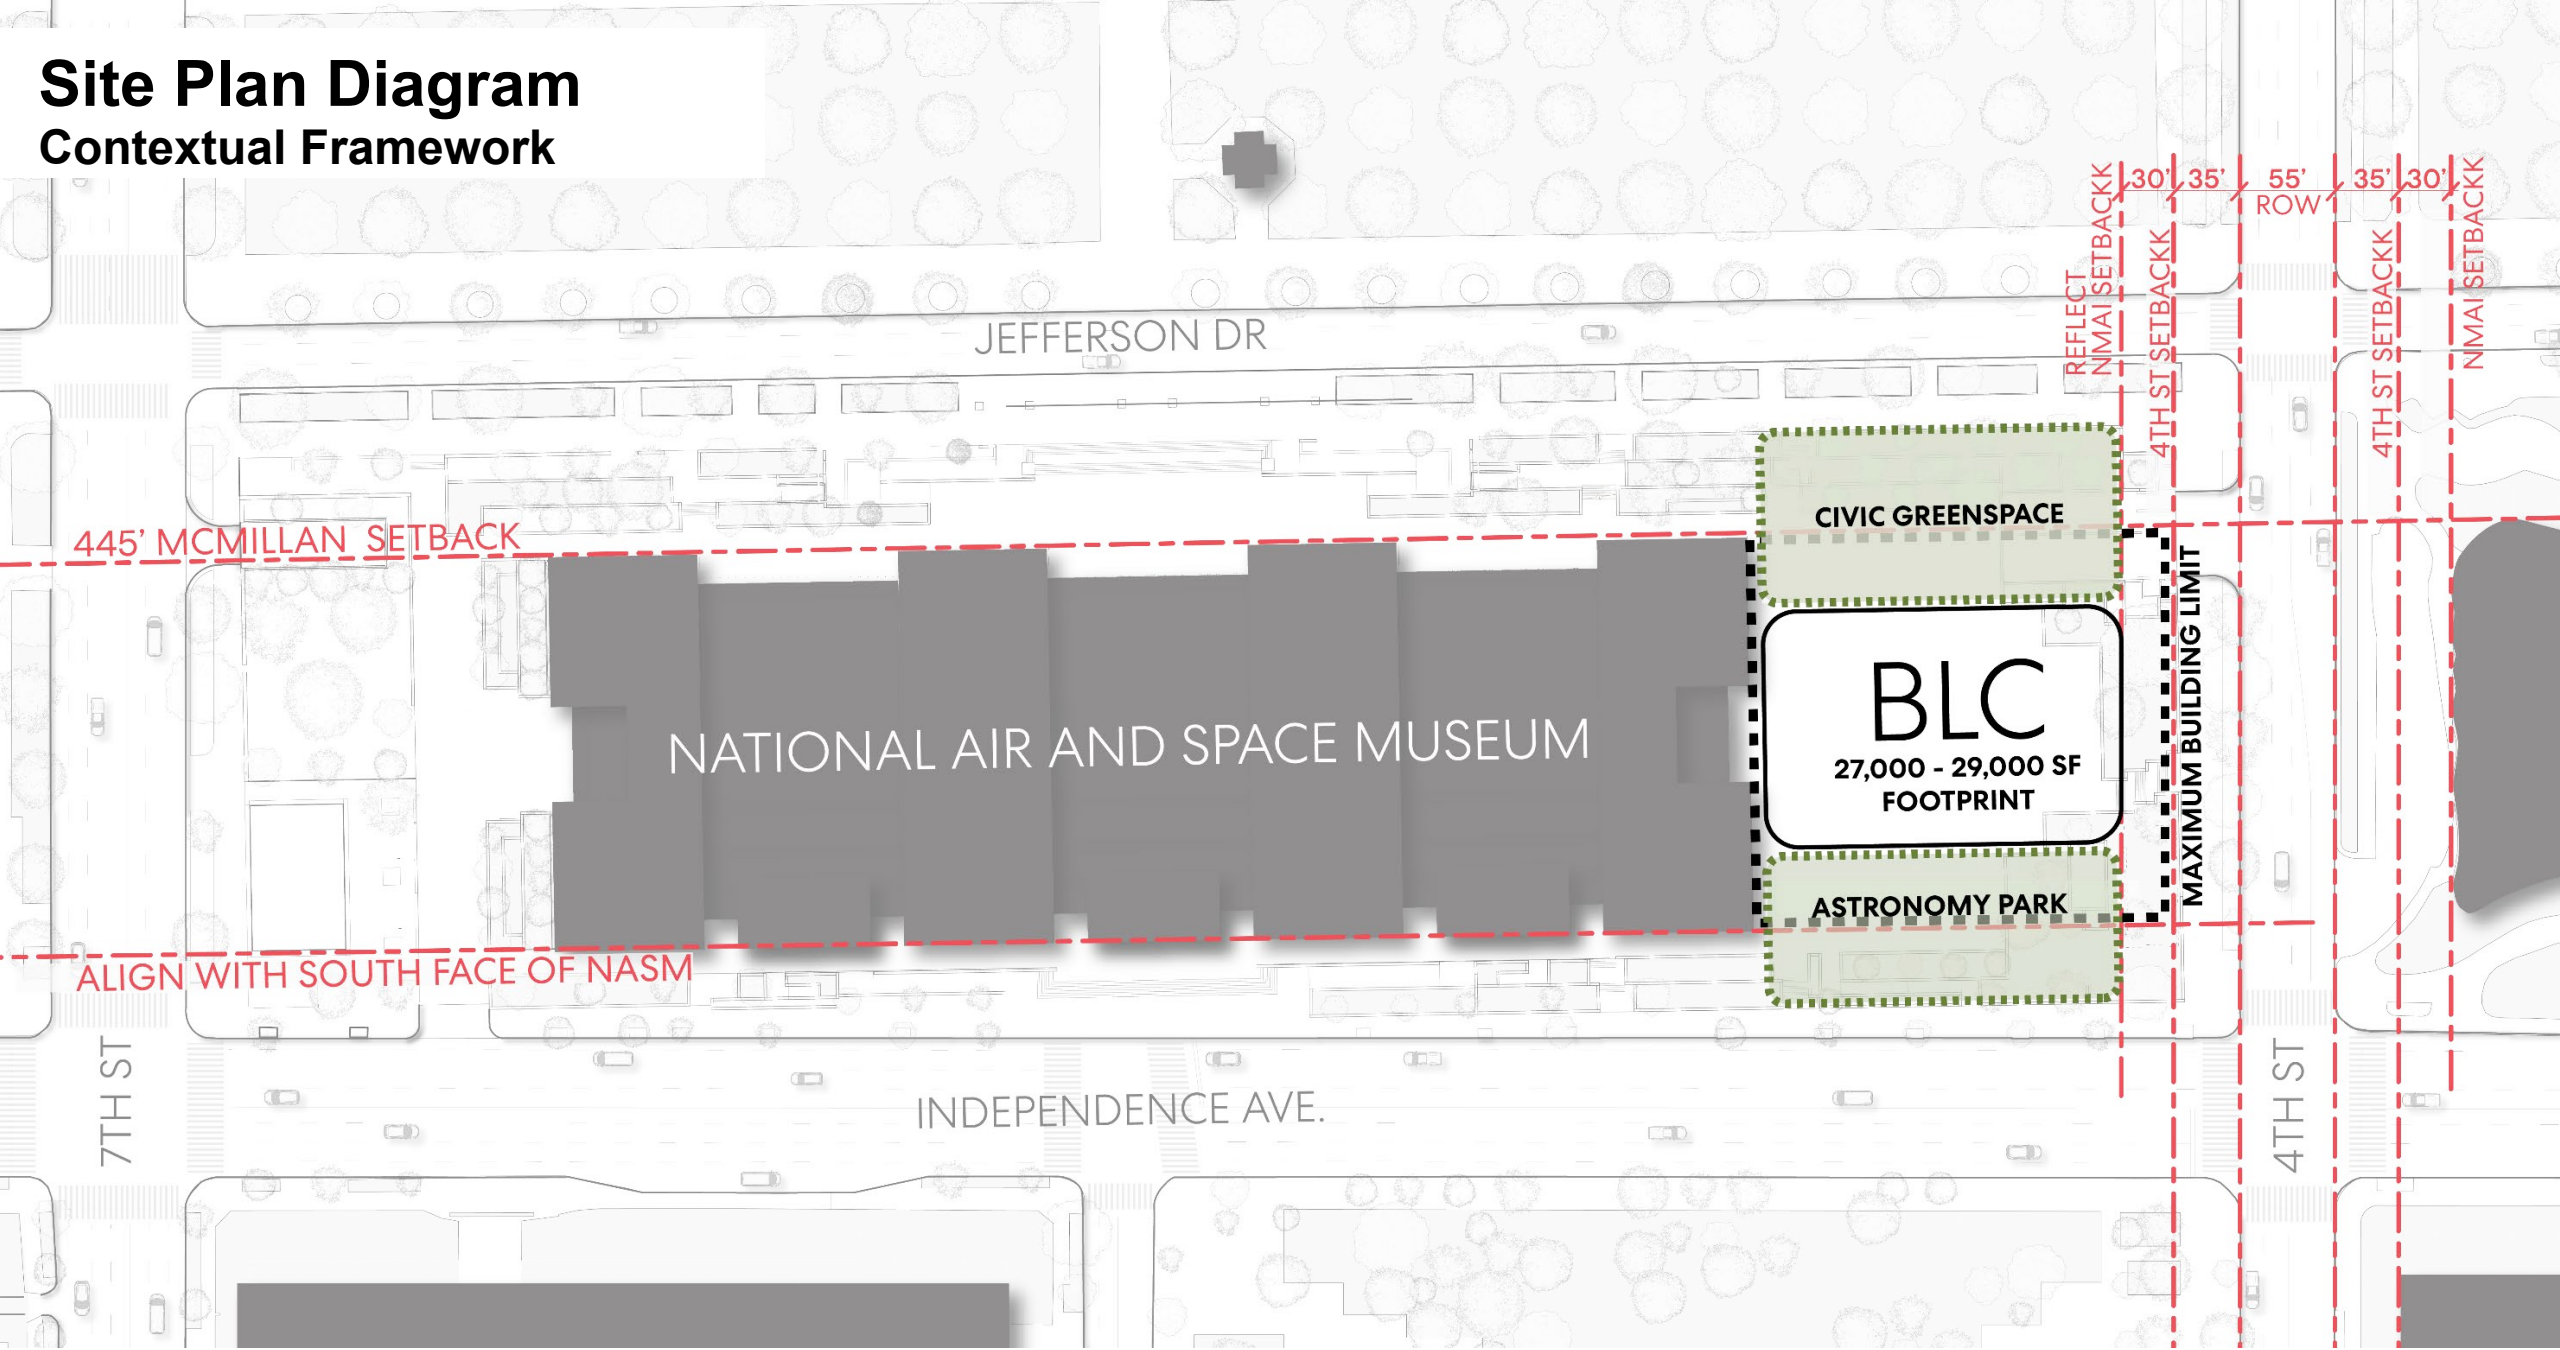 Site Plan Diagram
Contextual Framework
30' 35' 55' 35' 30'
ROW
REFLECT
NMAI SETBACKK
4TH ST SETBACKK
4TH ST SETBACKK
NMAI SETBACKK
JEFFERSON DR
445' MCMILLAN SETBACK
CIVIC GREENSPACE
MAXIMUM BUILDING LIMIT
NATIONAL AIR AND SPACE MUSEUM
BLC
27,000 - 29,000 SF
FOOTPRINT
ASTRONOMY PARK
ALIGN WITH SOUTH FACE OF NASM
7TH ST
INDEPENDENCE AVE.
4TH ST